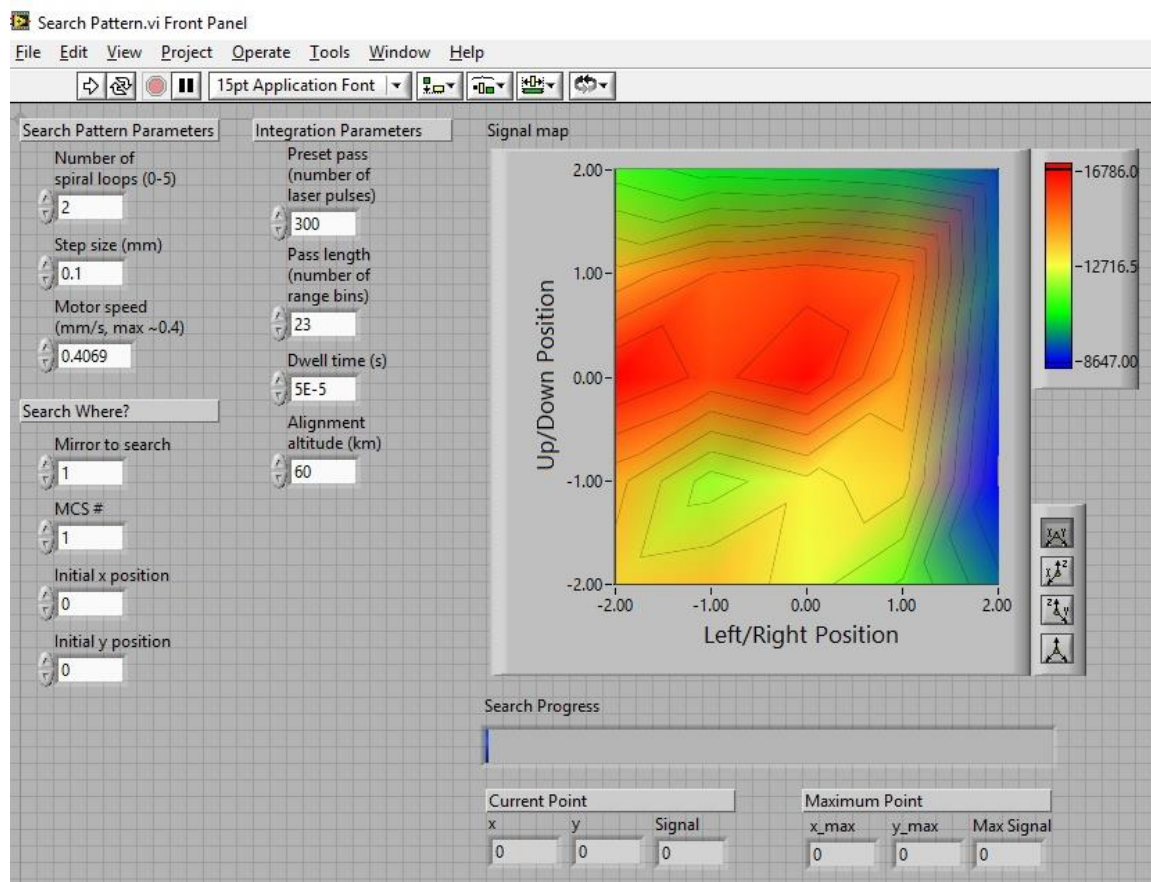 Search Pattern.vi Front Panel
File Edit View Project Operate Tools Window Help
15pt Application Font
Search Pattern Parameters
Number of
spiral loops (0-5)
2
Step size (mm)
0.1
Motor speed
(mm/s, max ~0.4)
0.4069
Search Where?
Mirror to search
1
MCS #
1
Initial x position
0
Initial y position
0
Integration Parameters
Preset pass
(number of
laser pulses)
300
Pass length
(number of
range bins)
23
Dwell time (s)
5E-5
Alignment
altitude (km)
60
Signal map
Up/Down Position
2.00
1.00
0.00
-1.00
-2.00
-2.00 -1.00 0.00 1.00 2.00
Left/Right Position
16786.0
12716.5
8647.00
X Y
X Z
Z Y
Search Progress
Current Point
x y Signal
0 0 0
Maximum Point
x_max y_max Max Signal
0 0 0